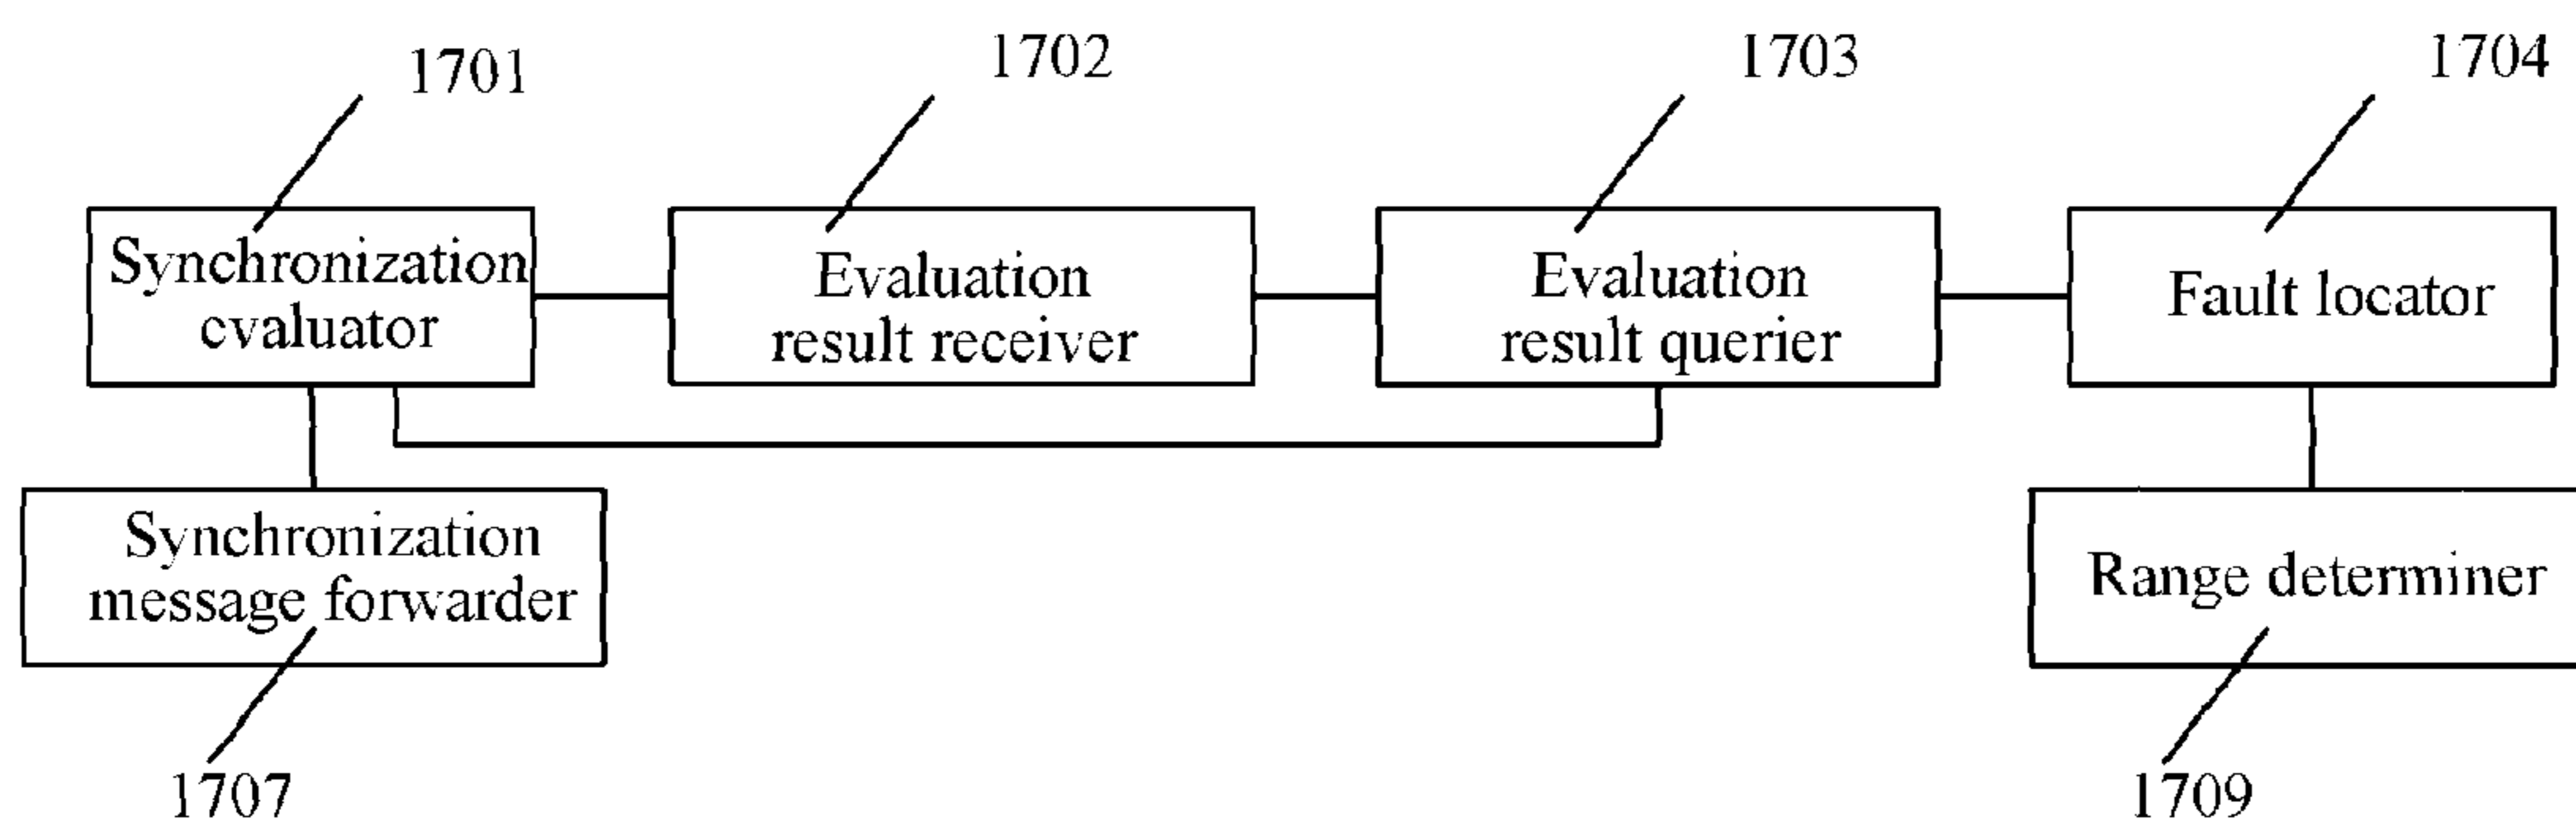 1701
1702
1703
1704
Synchronization
evaluator
Evaluation
result receiver
Evaluation
result querier
Fault locator
Synchronization
message forwarder
Range determiner
1707
1709